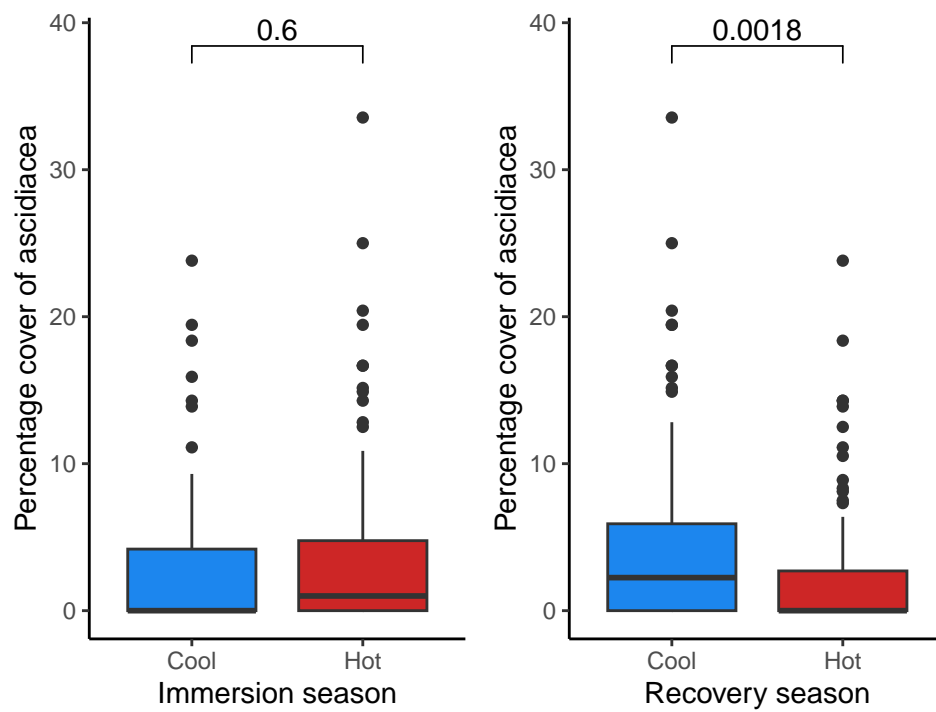 Percentage cover of ascidiacea
40
30
20
10
0
0.6
Cool
Hot
Immersion season
Percentage cover of ascidiacea
40
30
20
10
0
0.0018
Cool
Hot
Recovery season